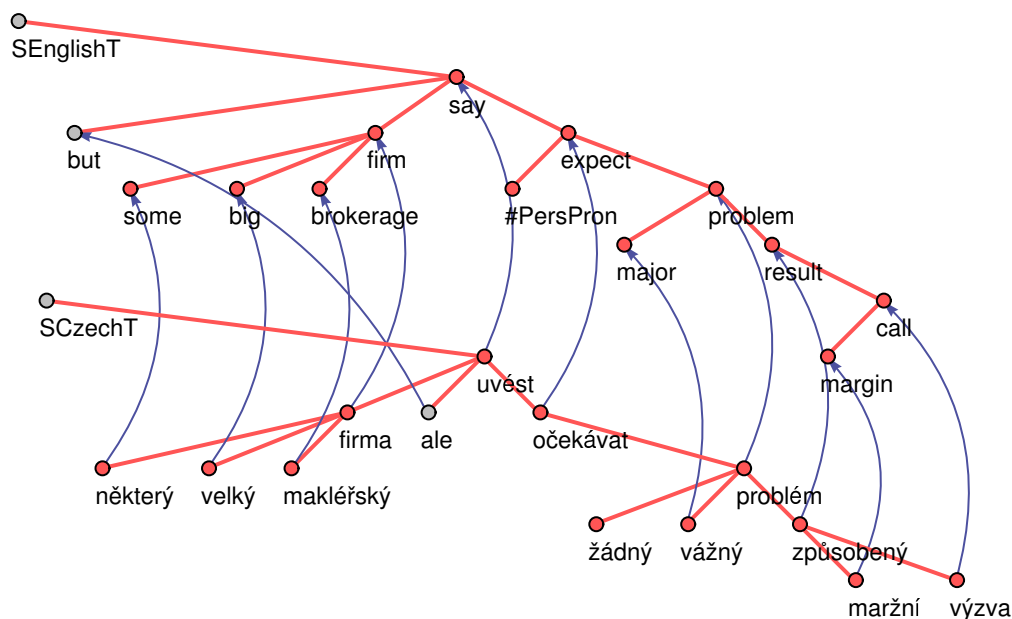 SEnglishT
say
but firm expect
some big brokerage #PersPron problem
major result
SCzechT call
uvést margin
firma ale očekávat
některý velký makléřský problém
žádný vážný způsobený
maržní výzva